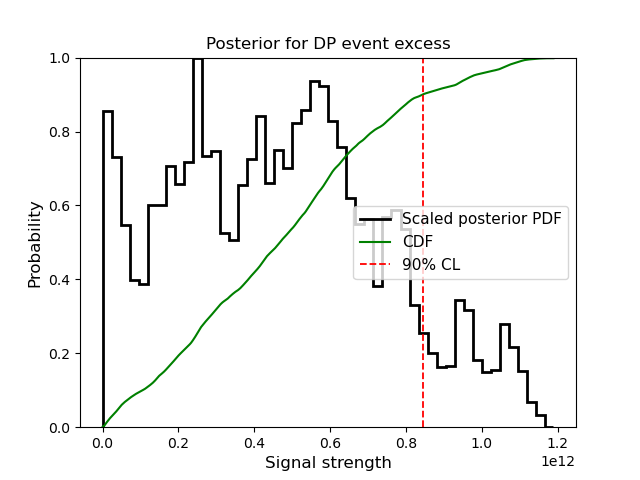 Posterior for DP event excess
Probability
1.0
0.8
0.6
0.4
0.2
0.0
Scaled posterior PDF
CDF
90% CL
0.0 0.2 0.4 0.6 0.8 1.0 1.2
1e12
Signal strength